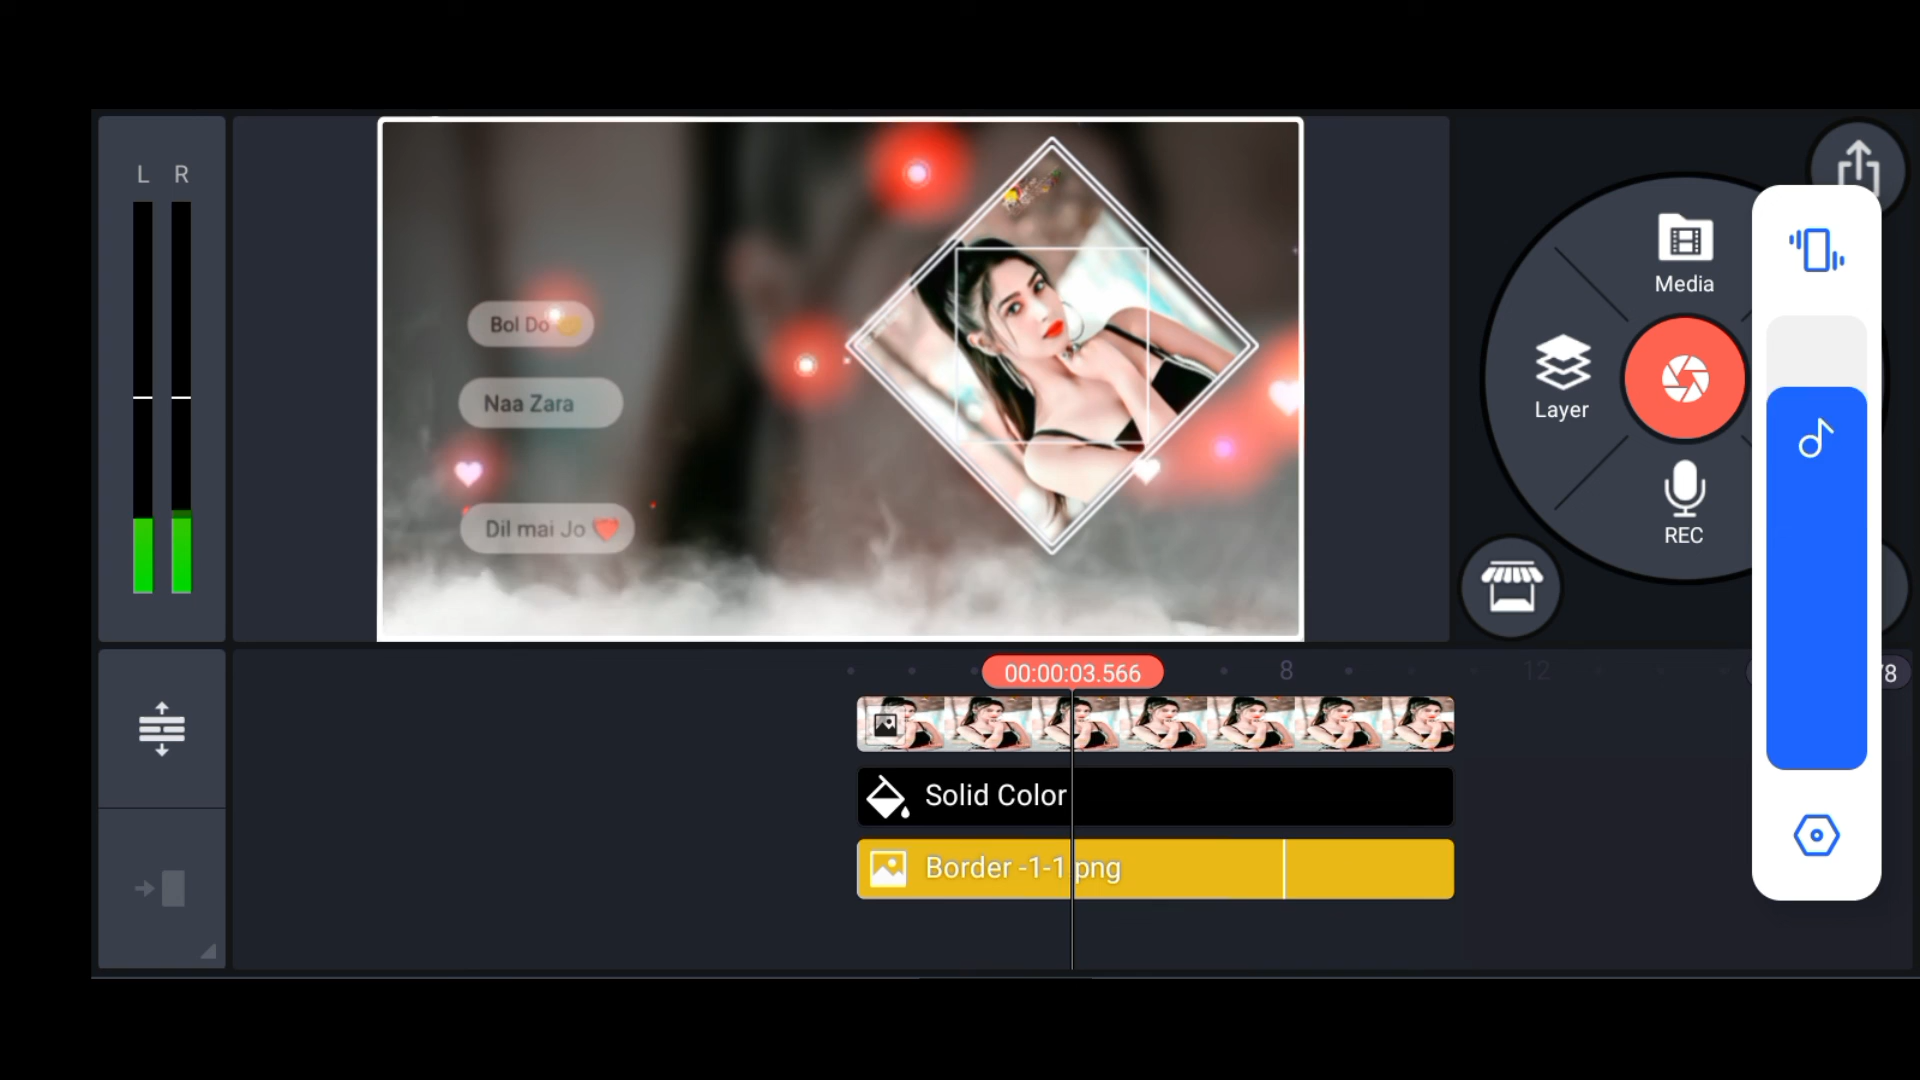 L R
Bol Do
Naa Zara
Dil mai Jo ❤️
Media
Layer
REC
00:00:03.566
8
12
8
Solid Color
Border -1-1 png